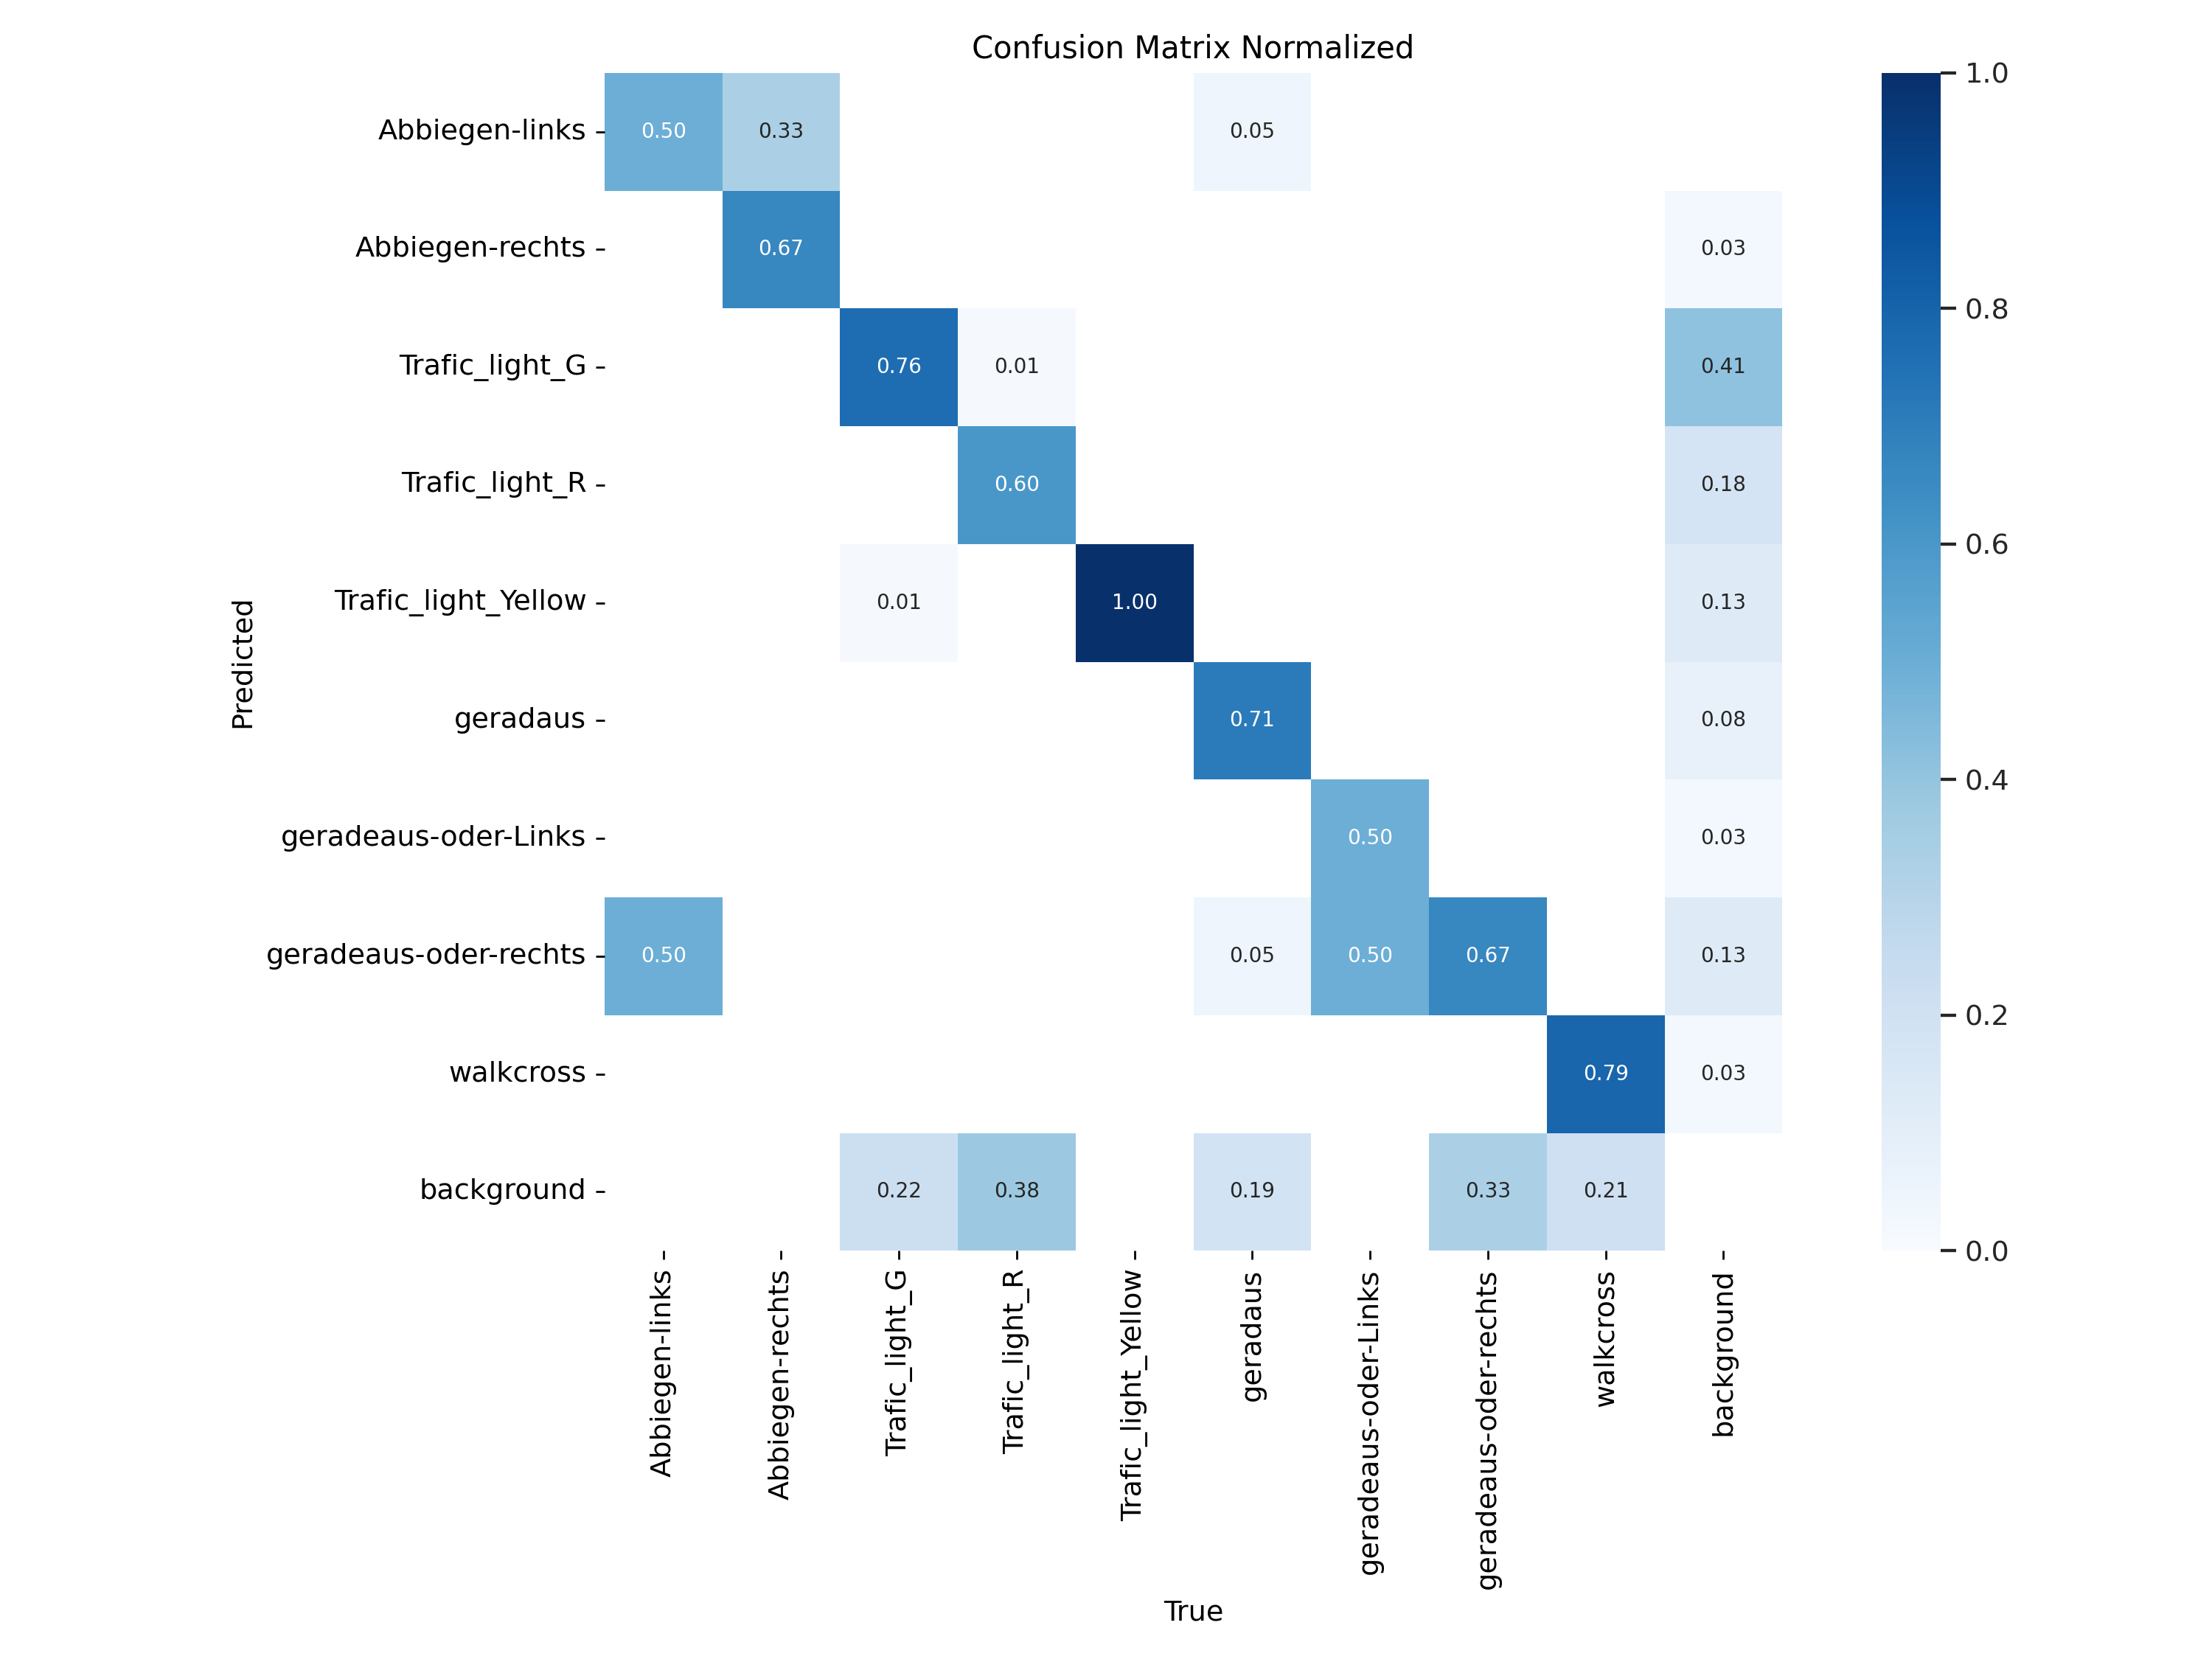 Confusion Matrix Normalized
Abbiegen-links 0.50 0.33 0.05
Abbiegen-rechts 0.67 0.03
Trafic_light_G 0.76 0.01 0.41
Trafic_light_R 0.60 0.18
Trafic_light_Yellow 0.01 1.00 0.13
geradaus 0.71 0.08
geradeaus-oder-Links 0.50 0.03
geradeaus-oder-rechts 0.50 0.05 0.50 0.67 0.13
walkcross 0.79 0.03
background 0.22 0.38 0.19 0.33 0.21
Predicted
Abbiegen-links
Abbiegen-rechts
Trafic_light_G
Trafic_light_R
Trafic_light_Yellow
geradaus
geradeaus-oder-Links
geradeaus-oder-rechts
walkcross
background
True
1.0
0.8
0.6
0.4
0.2
0.0